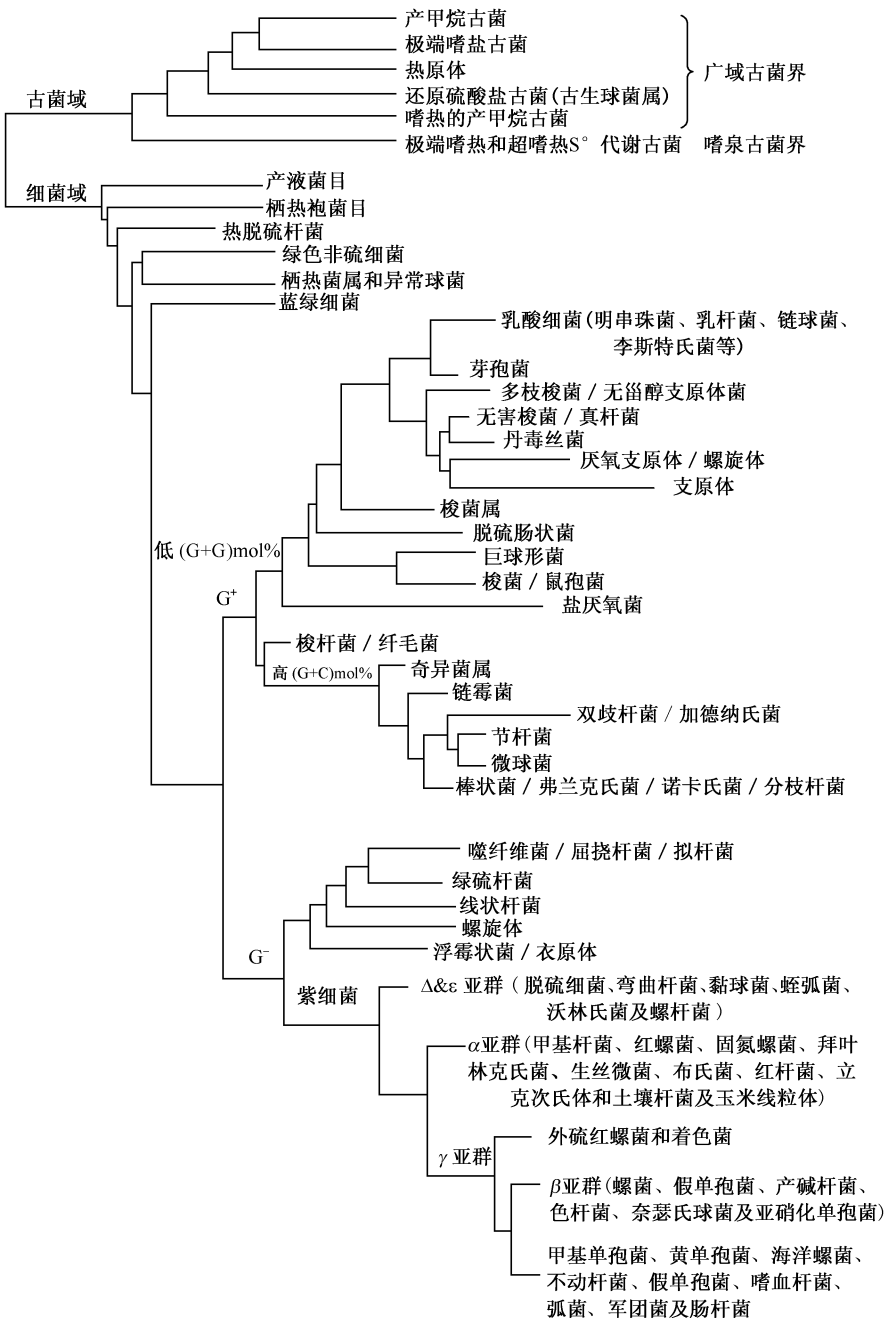 产甲烷古菌
极端嗜盐古菌
热原体
广域古菌界
还原硫酸盐古菌(古生球菌属)
古菌域
嗜热的产甲烷古菌
极端嗜热和超嗜热S°代谢古菌
嗜泉古菌界
产液菌目
细菌域
栖热袍菌目
热脱硫杆菌
绿色非硫细菌
栖热菌属和异常球菌
蓝绿细菌
乳酸细菌(明串珠菌、乳杆菌、链球菌、
李斯特氏菌等)
芽孢菌
多枝梭菌/无甾醇支原体菌
无害梭菌/真杆菌
丹毒丝菌
厌氧支原体/螺旋体
支原体
梭菌属
脱硫肠状菌
低 (G+G)mol%
巨球形菌
梭菌/鼠孢菌
G⁺
盐厌氧菌
梭杆菌/纤毛菌
奇异菌属
高 (G+C)mol%
链霉菌
双歧杆菌/加德纳氏菌
节杆菌
微球菌
棒状菌/弗兰克氏菌/诺卡氏菌/分枝杆菌
噬纤维菌/屈挠杆菌/拟杆菌
绿硫杆菌
线状杆菌
螺旋体
浮霉状菌/衣原体
G⁻
紫细菌
Δ&ε 亚群(脱硫细菌、弯曲杆菌、黏球菌、蛭弧菌、
沃林氏菌及螺杆菌)
α亚群(甲基杆菌、红螺菌、固氮螺菌、拜叶
林克氏菌、生丝微菌、布氏菌、红杆菌、立
克次氏体和土壤杆菌及玉米线粒体)
外硫红螺菌和着色菌
γ 亚群
β亚群(螺菌、假单孢菌、产碱杆菌、
色杆菌、奈瑟氏球菌及亚硝化单孢菌)
甲基单孢菌、黄单孢菌、海洋螺菌、
不动杆菌、假单孢菌、嗜血杆菌、
弧菌、军团菌及肠杆菌